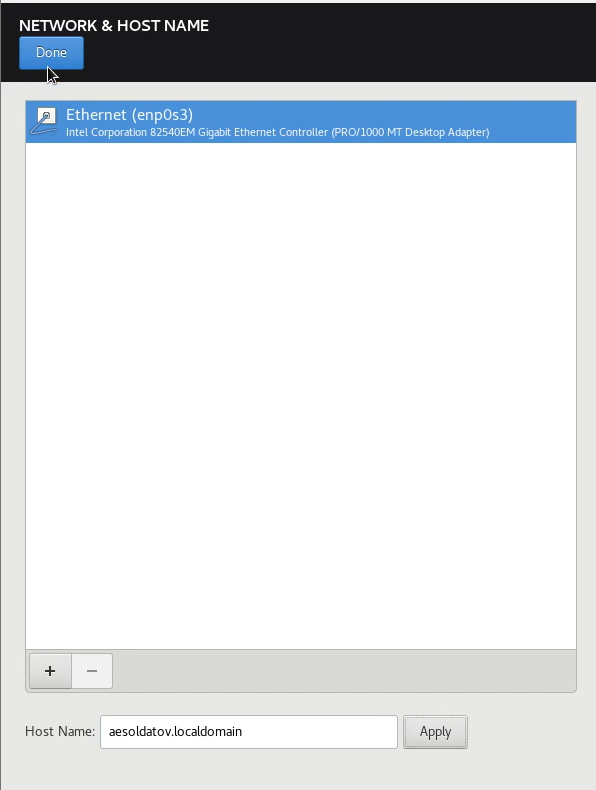 NETWORK & HOST NAME
Done
Ethernet (enp0s3)
Intel Corporation 82540EM Gigabit Ethernet Controller (PRO/1000 MT Desktop Adapter)
+ −
Host Name: aesoldatov.localdomain Apply